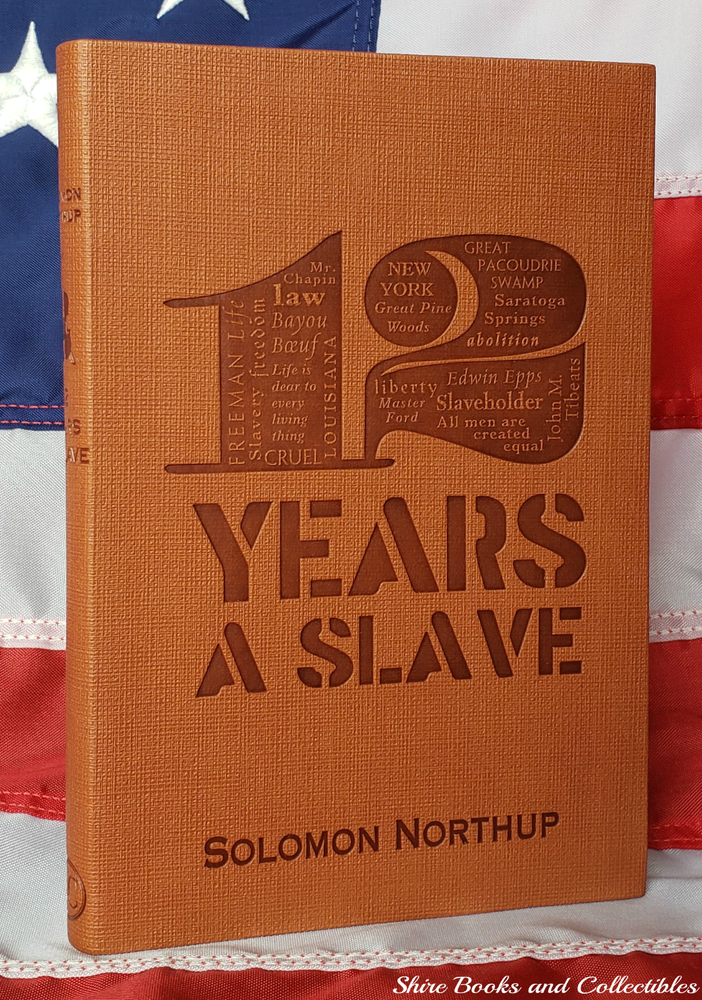 FREEMAN Life
Slavery freedom
Mr.
Chapin
law
Bayou
Bœuf
Life is
dear to
every
living
thing
CRUEL
LOUISIANA
NEW
YORK
Great Pine
Woods
GREAT
PACOUDRIE
SWAMP
Saratoga
Springs
abolition
liberty
Master
Ford
Edwin Epps
Slaveholder
All men are
created
equal
John M.
Tibeats
12
YEARS
A SLAVE
SOLOMON NORTHUP
Shire Books and Collectibles